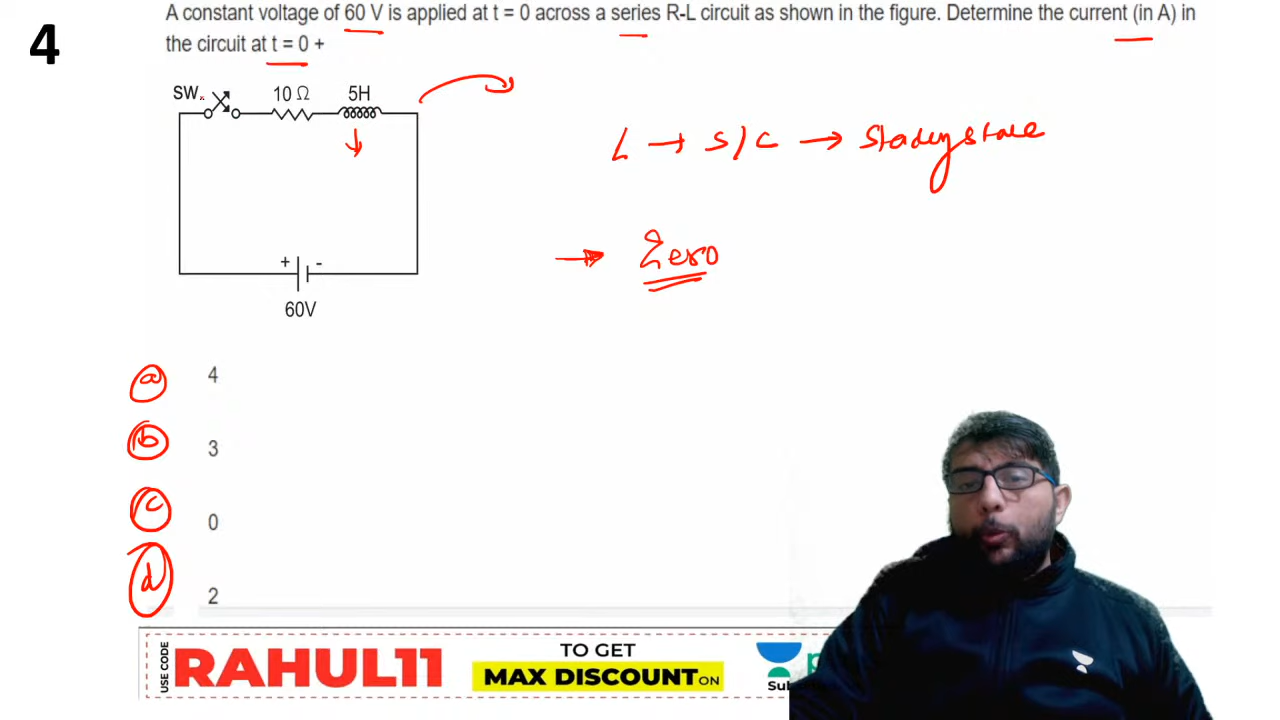 4
A constant voltage of 60 V is applied at t = 0 across a series R-L circuit as shown in the figure. Determine the current (in A) in
the circuit at t = 0 +
SW
10 Ω
5H
L → S/C → Steady state
→ Zero
+
-
60V
a 4
b 3
c 0
d 2
USE CODE
RAHUL11
TO GET
MAX DISCOUNT ON